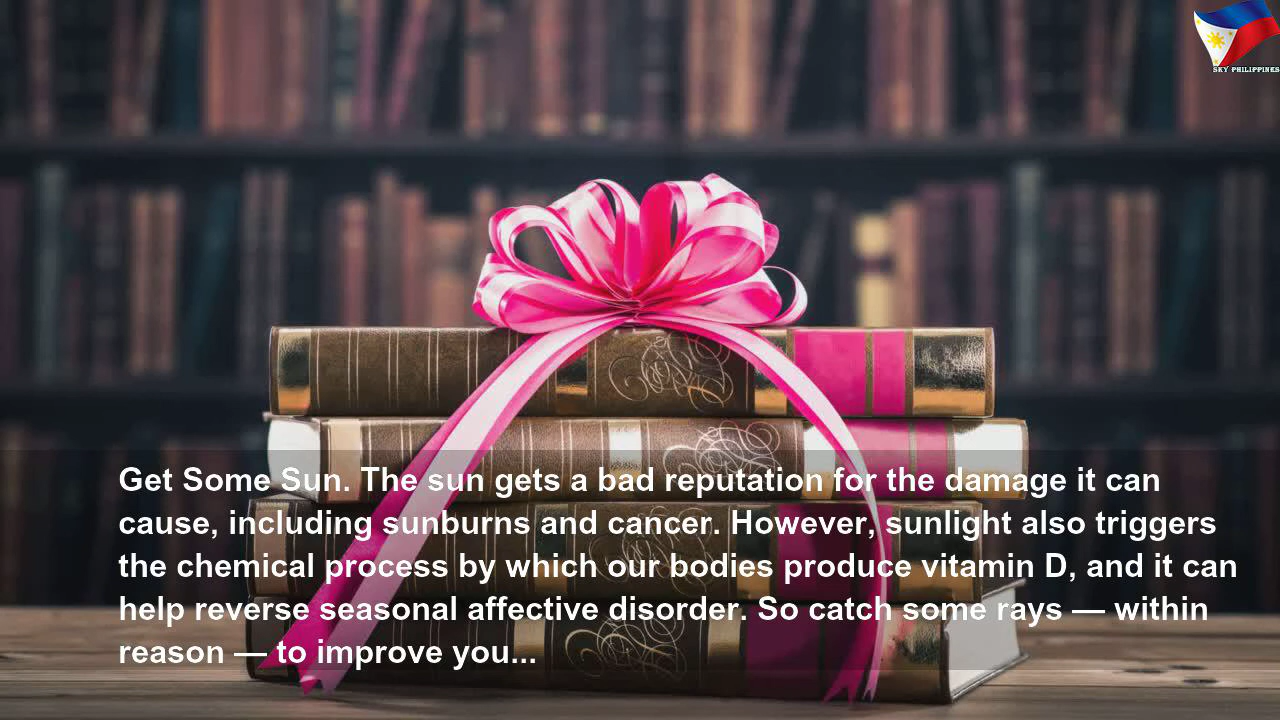 SKY PHILIPPINES
Get Some Sun. The sun gets a bad reputation for the damage it can
cause, including sunburns and cancer. However, sunlight also triggers
the chemical process by which our bodies produce vitamin D, and it can
help reverse seasonal affective disorder. So catch some rays — within
reason — to improve you...